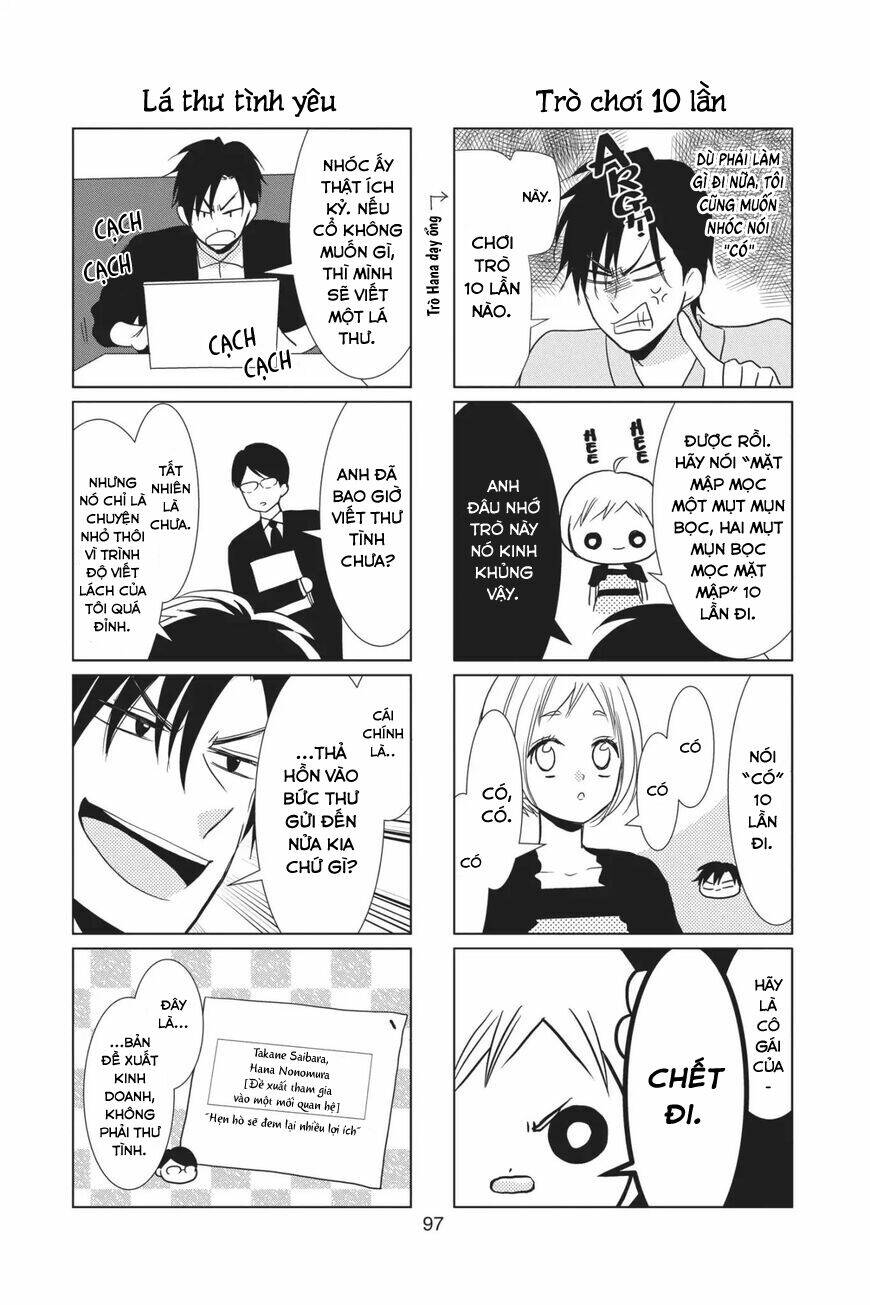 Trò chơi 10 lần
DÙ PHẢI LÀM
GÌ ĐI NỮA, TÔI
CŨNG MUỐN
NHÓC NÓI
"CÓ"
ARGH!
NÀY.
CHƠI
TRÒ
10 LẦN
NÀO.
Trò Hana dạy ổng
ĐƯỢC RỒI.
HÃY NÓI "MẶT
MẬP MỌC
MỘT MỤT MỤN
BỌC, HAI MỤT
MỤN BỌC
MỌC MẶT
MẬP" 10
LẦN ĐI.
HEE
HEE
ANH
ĐÂU NHỚ
TRÒ NÀY
NÓ KINH
KHỦNG
VẬY.
NÓI
"CÓ"
10
LẦN
ĐI.
CÓ
CÓ
CÓ,
CÓ.
CÓ
HÃY
LÀ
CÔ
GÁI
CỦA
-
CHẾT
ĐI.
Lá thư tình yêu
NHÓC ẤY
THẬT ÍCH
KỶ. NẾU
CỔ KHÔNG
MUỐN GÌ,
THÌ MÌNH
SẼ VIẾT
MỘT LÁ
THƯ.
CẠCH
CẠCH
CẠCH
CẠCH
ANH ĐÃ
BAO GIỜ
VIẾT THƯ
TÌNH
CHƯA?
TẤT
NHIÊN LÀ
CHƯA.
NHƯNG
NÓ CHỈ LÀ
CHUYỆN
NHỎ THÔI
VÌ TRÌNH
ĐỘ VIẾT
LÁCH CỦA
TÔI QUÁ
ĐỈNH.
CÁI
CHÍNH
LÀ..
...THẢ
HỒN VÀO
BỨC THƯ
GỬI ĐẾN
NỬA KIA
CHỨ GÌ?
ĐÂY
LÀ...
...BẢN
ĐỀ XUẤT
KINH
DOANH,
KHÔNG
PHẢI THƯ
TÌNH.
Takane Saibara,
Hana Nonomura
[Đề xuất tham gia
vào một mối quan hệ]
"Hẹn hò sẽ đem lại nhiều lợi ích"
97